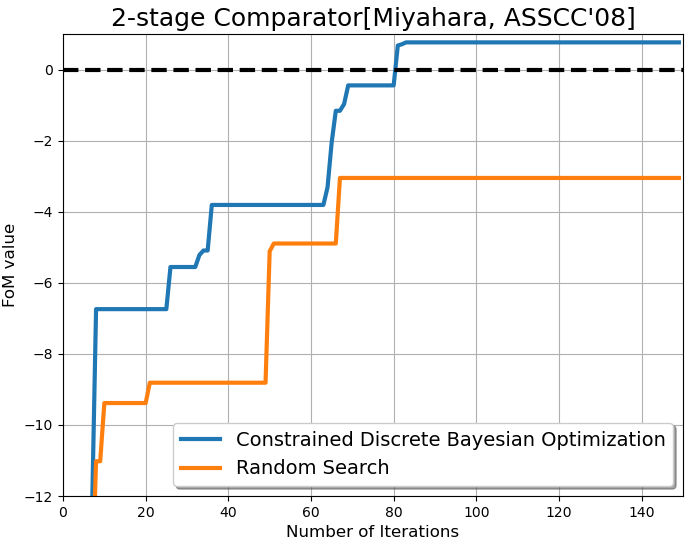 2-stage Comparator[Miyahara, ASSCC'08]
FoM value
0
−2
−4
−6
−8
−10
−12
Constrained Discrete Bayesian Optimization
Random Search
0 20 40 60 80 100 120 140
Number of Iterations